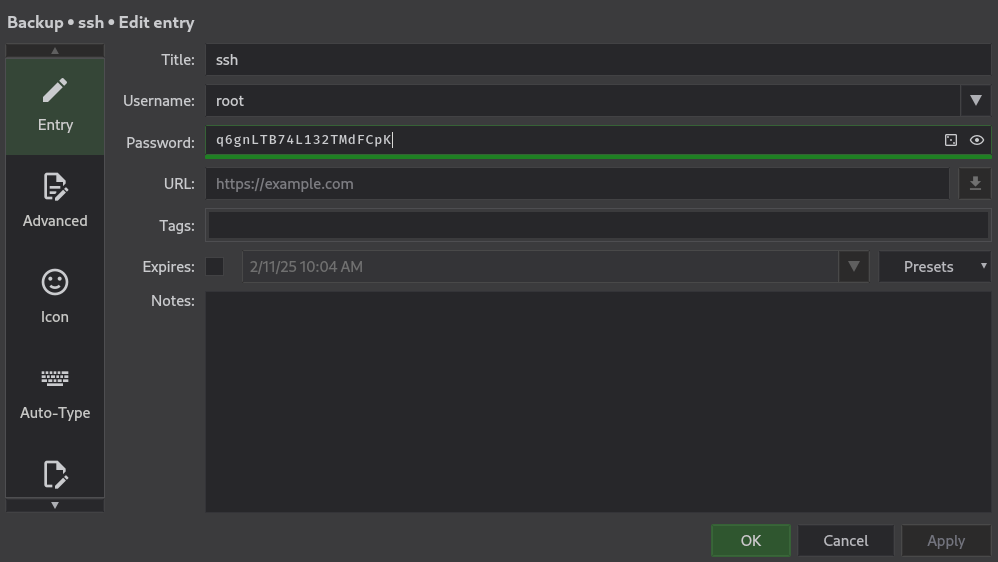 Backup • ssh • Edit entry
Title: ssh
Username: root
Password: q6gnLTB74L132TMdFCpK
URL: https://example.com
Tags:
Expires: 2/11/25 10:04 AM Presets
Notes:
Entry
Advanced
Icon
Auto-Type
OK Cancel Apply